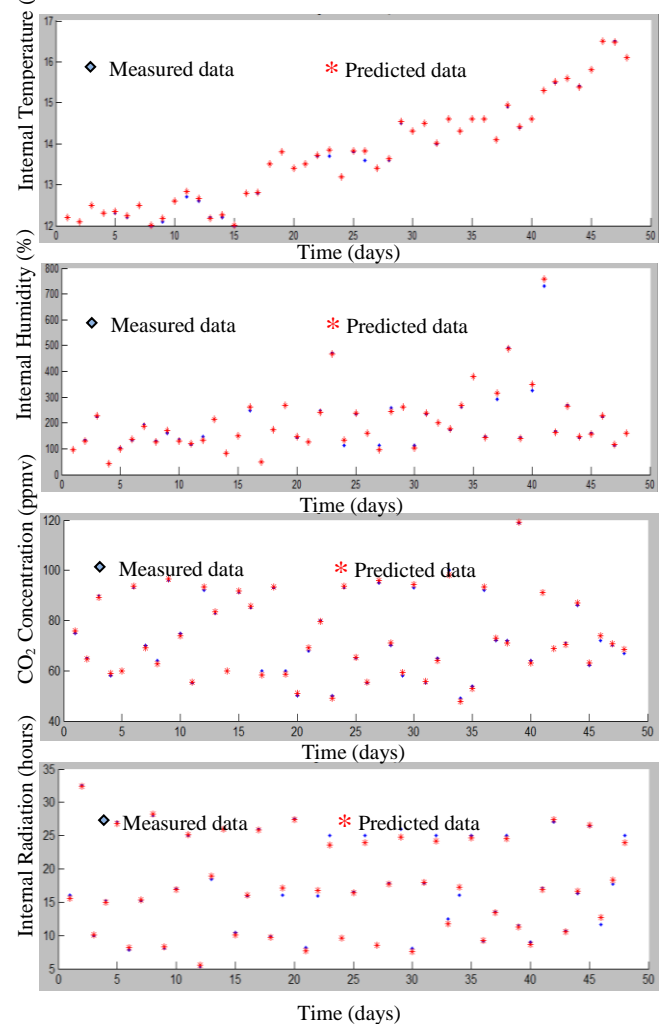 Internal Temperature (
17
16
15
14
13
12
Measured data
* Predicted data
0 5 10 15 20 25 30 35 40 45 50
Time (days)
Internal Humidity (%)
800
700
600
500
400
300
200
100
0
Measured data
* Predicted data
0 5 10 15 20 25 30 35 40 45 50
Time (days)
CO₂ Concentration (ppmv)
120
100
80
60
40
Measured data
* Predicted data
0 5 10 15 20 25 30 35 40 45 50
Time (days)
Internal Radiation (hours)
35
30
25
20
15
10
5
Measured data
* Predicted data
0 5 10 15 20 25 30 35 40 45 50
Time (days)